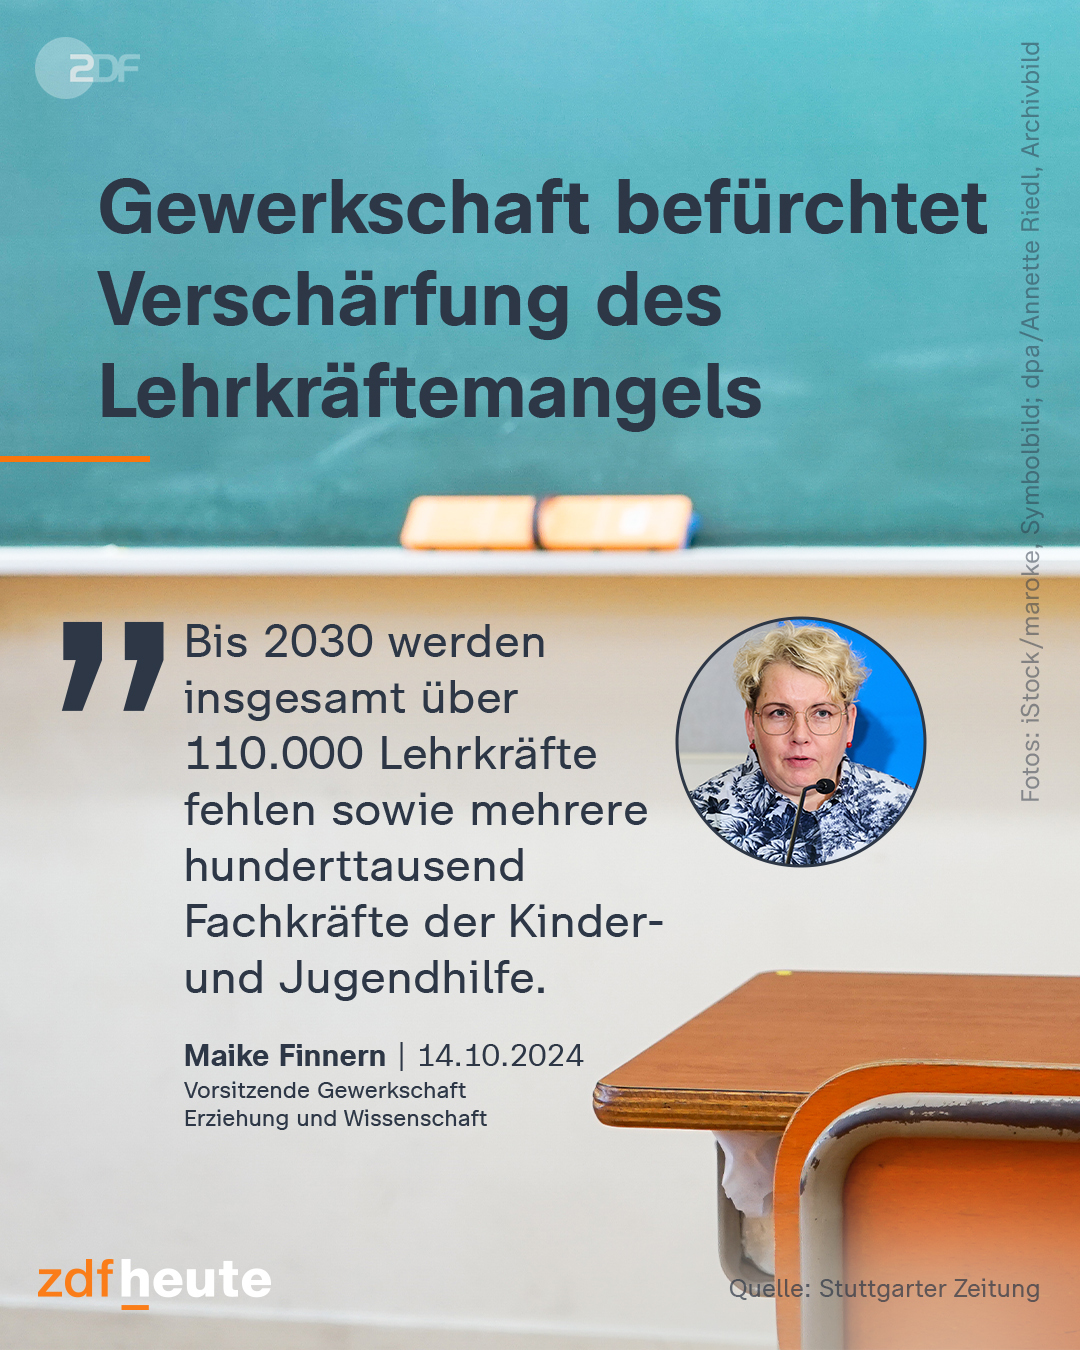 ZDF
Gewerkschaft befürchtet
Verschärfung des
Lehrkräftemangels
Fotos: iStock/maroke, Symbolbild; dpa/Annette Riedl, Archivbild
” Bis 2030 werden
insgesamt über
110.000 Lehrkräfte
fehlen sowie mehrere
hunderttausend
Fachkräfte der Kinder-
und Jugendhilfe.
Maike Finnern | 14.10.2024
Vorsitzende Gewerkschaft
Erziehung und Wissenschaft
zdfheute
Quelle: Stuttgarter Zeitung